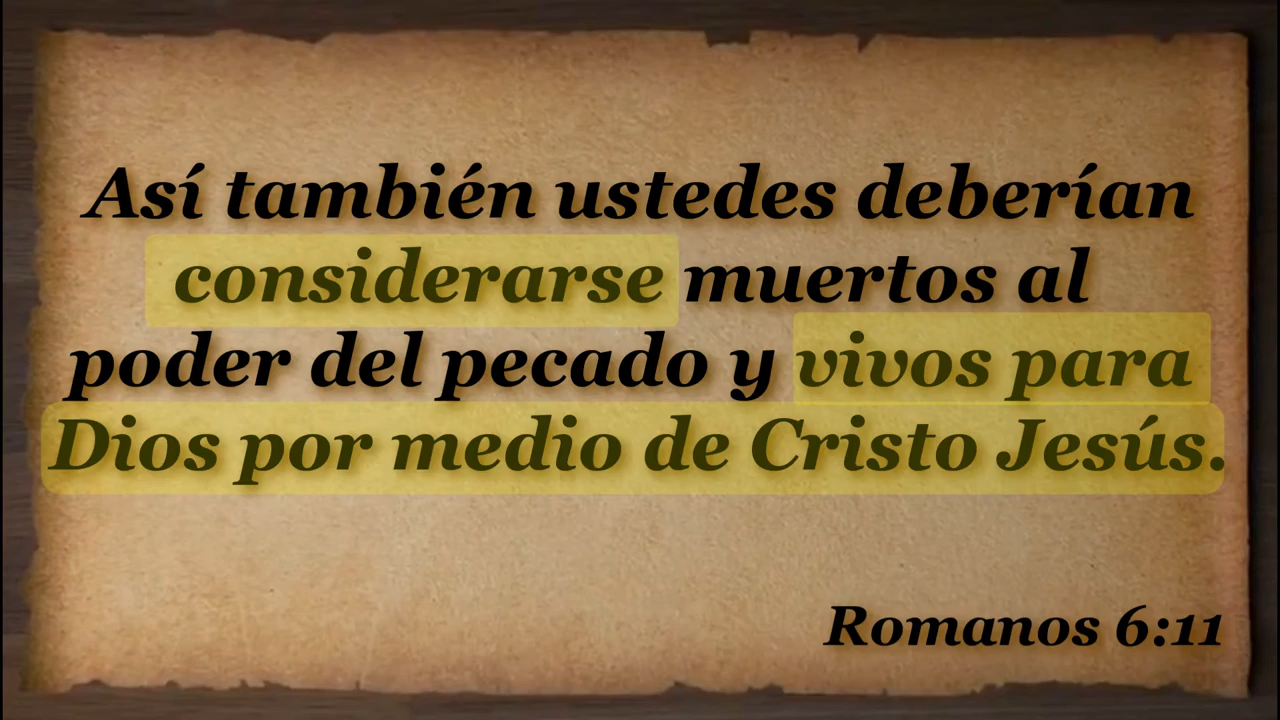 Así también ustedes deberían
considerarse muertos al
poder del pecado y vivos para
Dios por medio de Cristo Jesús.
Romanos 6:11